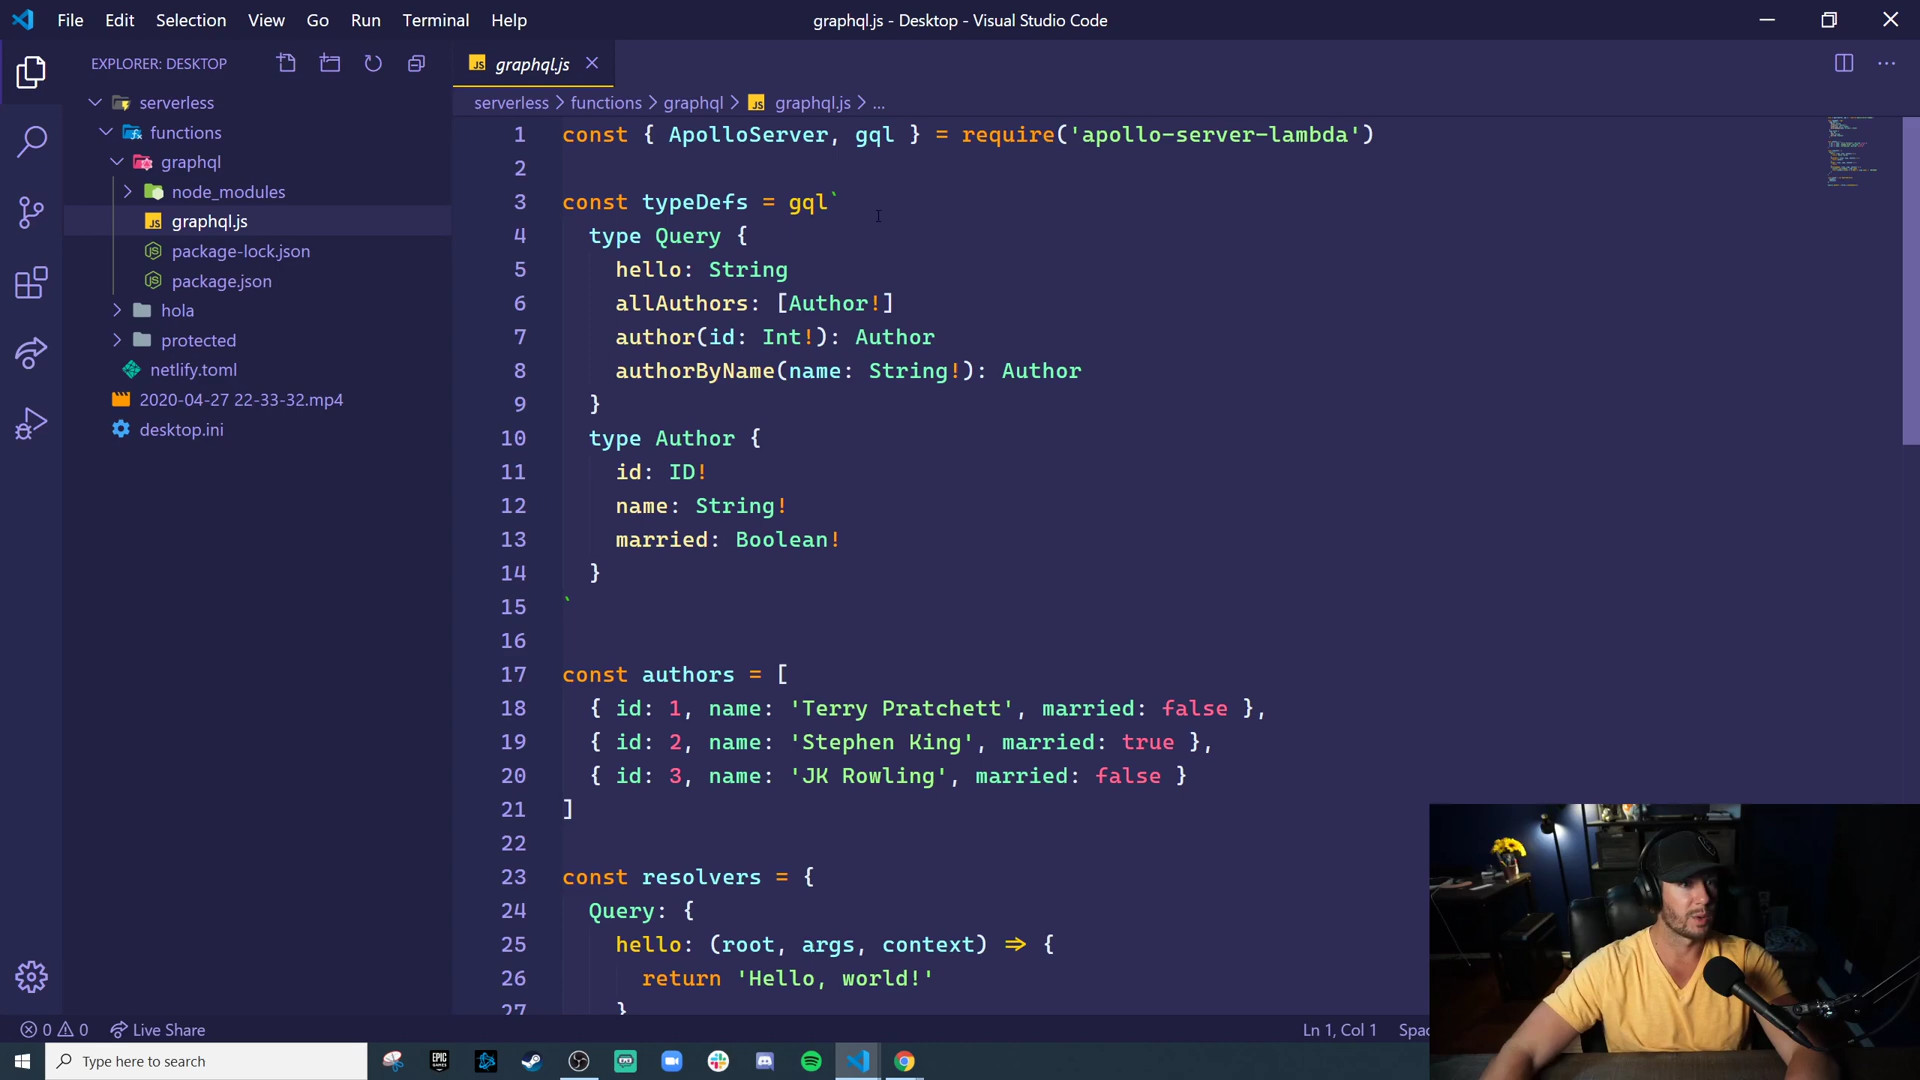 File Edit Selection View Go Run Terminal Help
graphql.js - Desktop - Visual Studio Code
EXPLORER: DESKTOP
serverless
functions
graphql
node_modules
graphql.js
package-lock.json
package.json
hola
protected
netlify.toml
2020-04-27 22-33-32.mp4
desktop.ini
JS graphql.js
serverless > functions > graphql > JS graphql.js > ...
1 const { ApolloServer, gql } = require('apollo-server-lambda')
2
3 const typeDefs = gql`
4 type Query {
5 hello: String
6 allAuthors: [Author!]
7 author(id: Int!): Author
8 authorByName(name: String!): Author
9 }
10 type Author {
11 id: ID!
12 name: String!
13 married: Boolean!
14 }
15 `
16
17 const authors = [
18 { id: 1, name: 'Terry Pratchett', married: false },
19 { id: 2, name: 'Stephen King', married: true },
20 { id: 3, name: 'JK Rowling', married: false }
21 ]
22
23 const resolvers = {
24 Query: {
25 hello: (root, args, context) => {
26 return 'Hello, world!'
27 }
0 0 Live Share
Ln 1, Col 1 Spac
Type here to search
EPIC GAMES